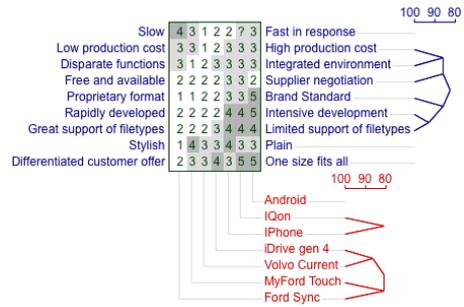 100 90 80
Slow 4 3 1 2 2 ? 3 Fast in response
Low production cost 3 3 1 2 3 3 3 High production cost
Disparate functions 3 1 2 3 3 3 3 Integrated environment
Free and available 2 2 2 2 3 3 2 Supplier negotiation
Proprietary format 1 1 2 2 3 3 5 Brand Standard
Rapidly developed 2 2 2 2 4 4 5 Intensive development
Great support of filetypes 2 2 2 3 4 4 4 Limited support of filetypes
Stylish 1 4 3 3 4 3 3 Plain
Differentiated customer offer 2 3 3 4 3 5 5 One size fits all
100 90 80
Android
IQon
IPhone
iDrive gen 4
Volvo Current
MyFord Touch
Ford Sync